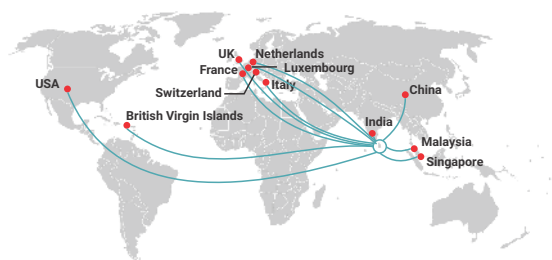 UK
Netherlands
France
Luxembourg
USA
Switzerland
Italy
China
British Virgin Islands
India
Malaysia
Singapore